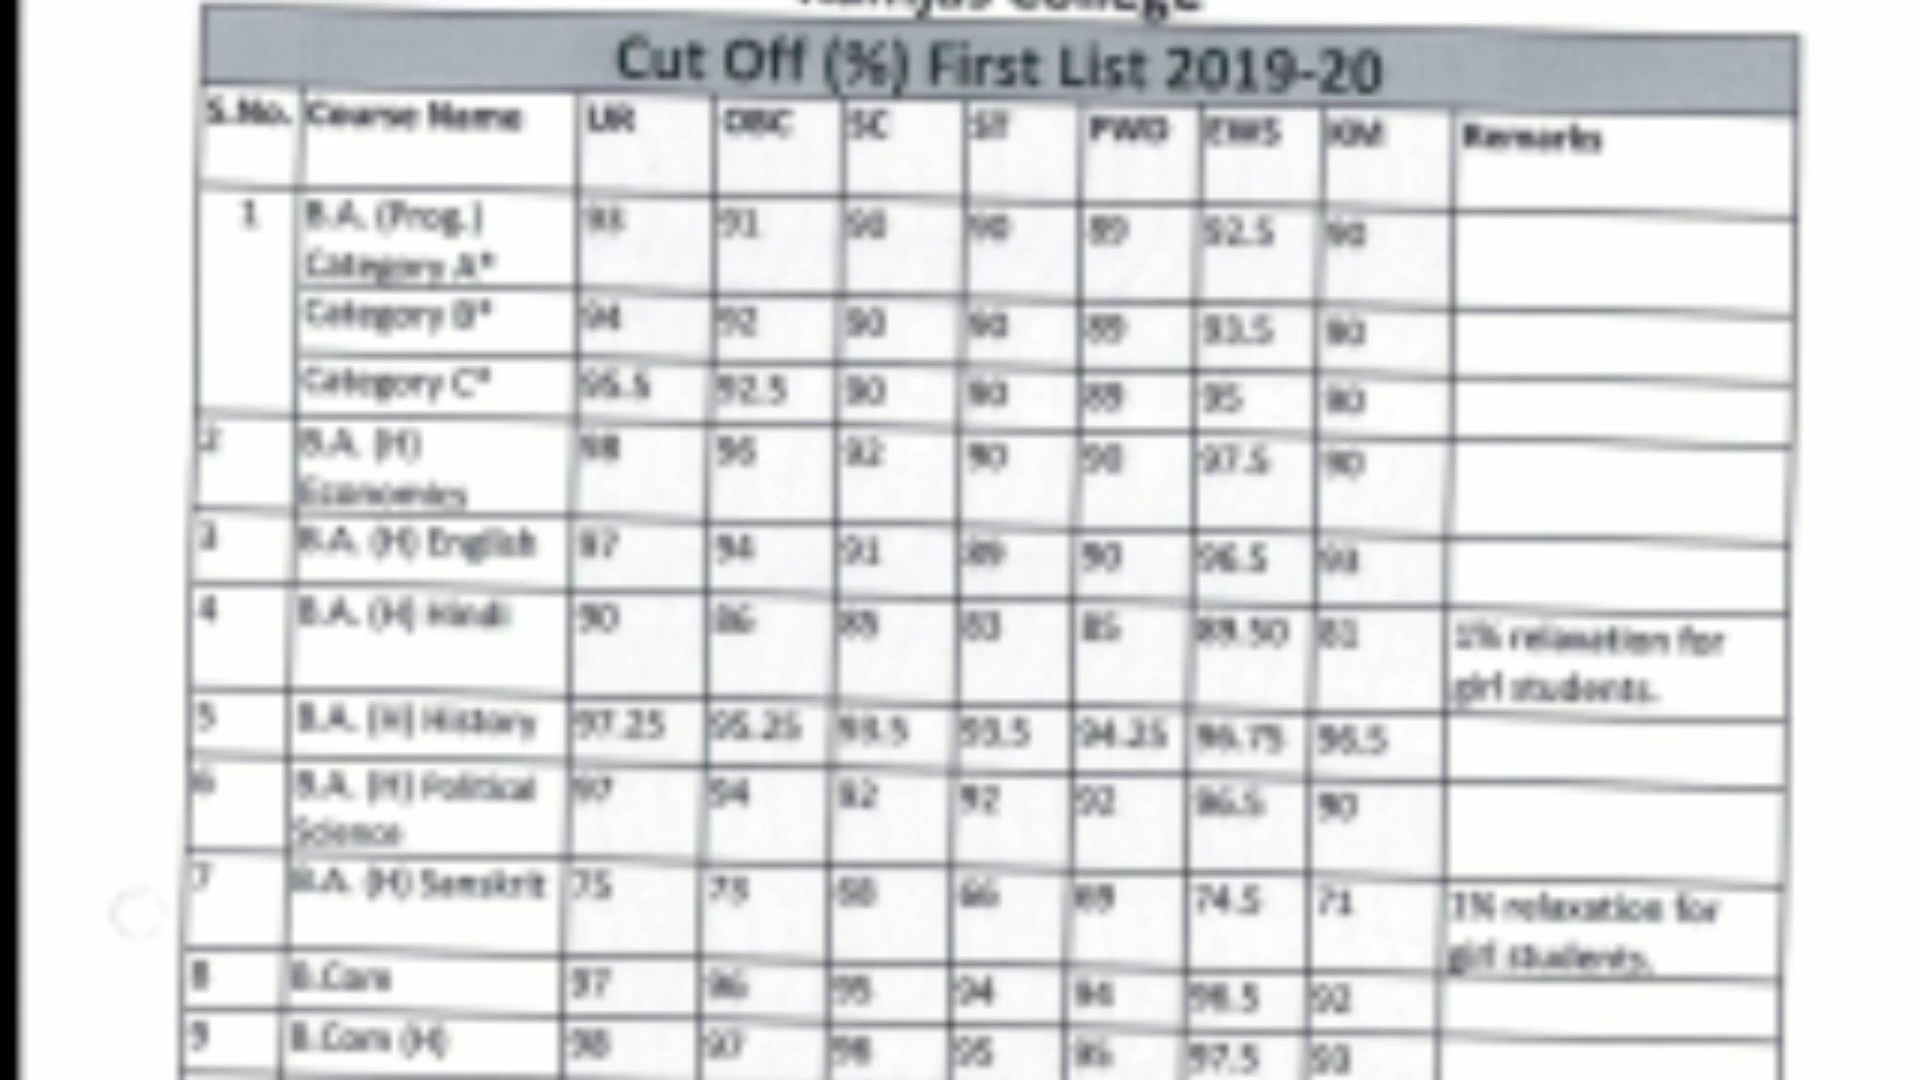 Cut Off (%) First List 2019-20
S.No. Course Name UR OBC SC ST PWD EWS KM Remarks
1 B.A. (Prog.) 93 91 90 90 89 92.5 90
Category A*
Category B* 94 92 90 90 89 93.5
Category C* 95.5 92.5 90 90 89 95
2 B.A. (H) 98 96 92 90 90 97.5 90
Economics
3 B.A. (H) English 97 94 91 89 90 96.5
4 B.A. (H) Hindi 90 86 83 85 89.50 81 1% relaxation for
girl students.
5 B.A. (H) History 97.25 95.25 93.5 93.5 94.25 96.75 96.5
6 B.A. (H) Political 97 94 92 92 92 96.5 90
Science
7 B.A. (H) Sanskrit 75 73 66 74.5 71 1% relaxation for
girl students.
8 B.Com 97 96 95 94 94 96.5 92
9 B.Com (H) 98 97 95 97.5 93